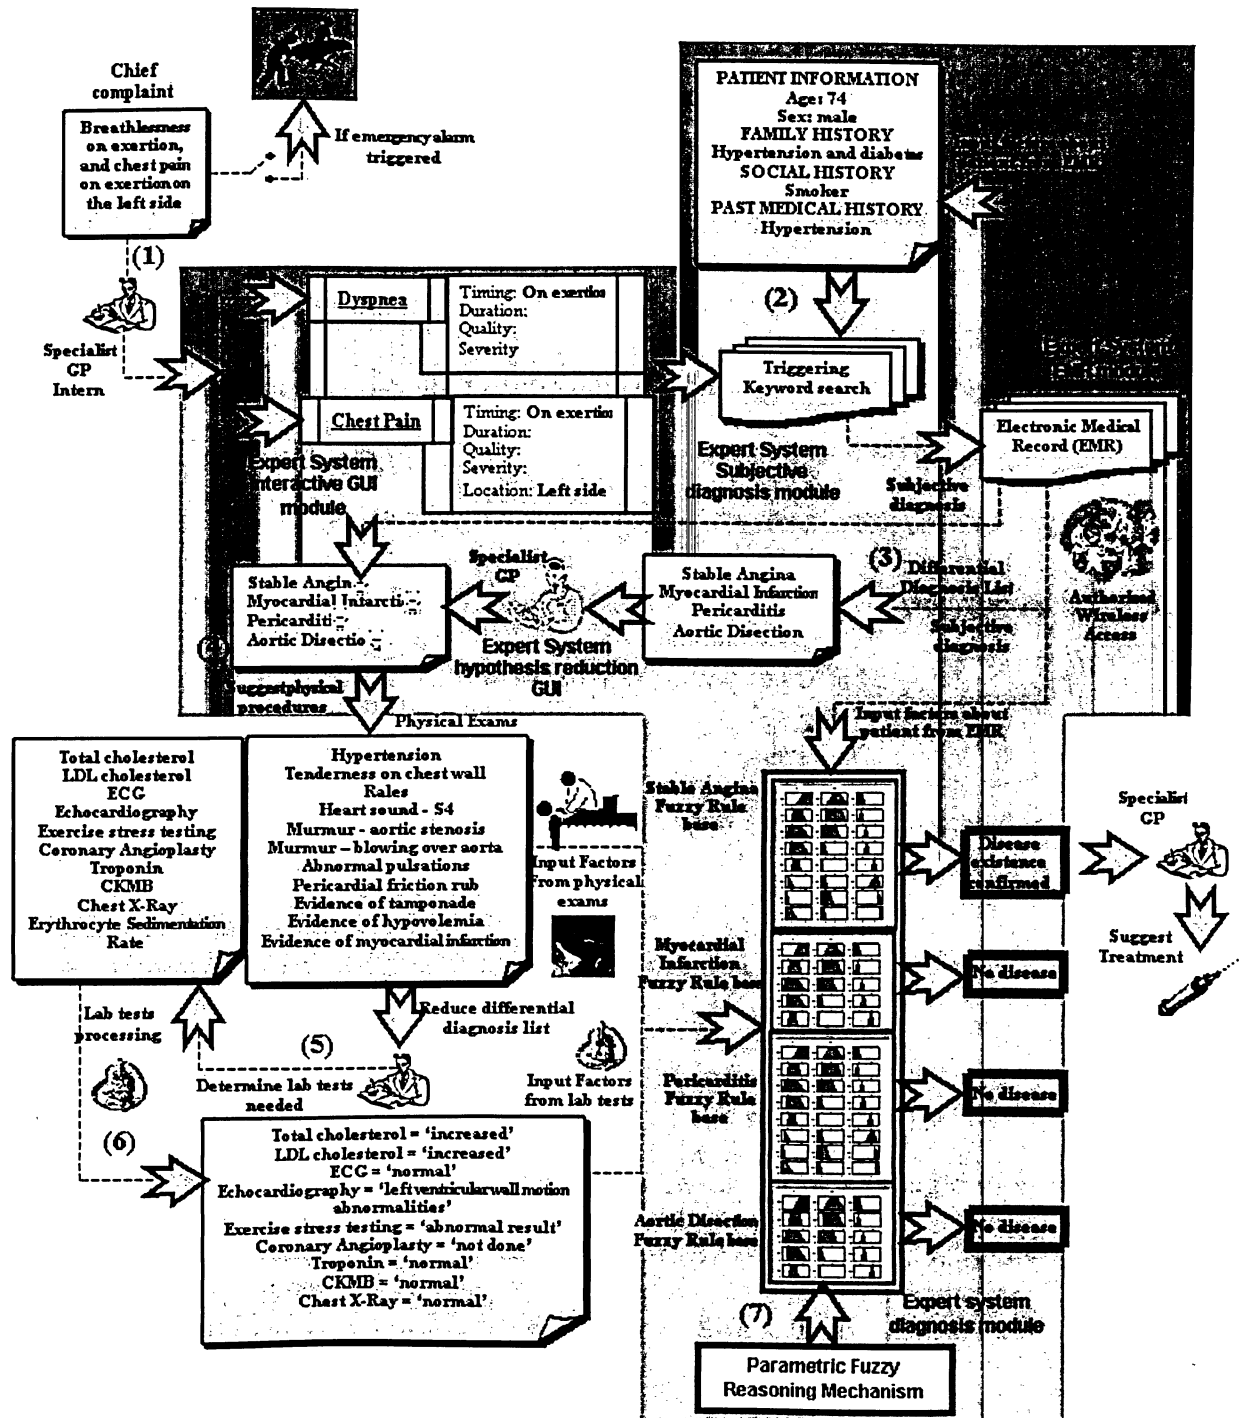 Chief
complaint
Breathlessness
on exertion,
and chest pain
on exertion on
the left side
If emergency alarm
triggered
(1)
Specialist
GP
Intern
PATIENT INFORMATION
Age: 74
Sex: male
FAMILY HISTORY
Hypertension and diabetes
SOCIAL HISTORY
Smoker
PAST MEDICAL HISTORY
Hypertension
(2)
Triggering
Keyword search
Expert System
Subjective
diagnosis module
Dyspnea
Timing: On exertion
Duration:
Quality:
Severity
Chest Pain
Timing: On exertion
Duration:
Quality:
Severity:
Location: Left side
Expert System
interactive GUI
module
Expert System
EMR module
Electronic Medical
Record (EMR)
Subjective
diagnosis
Authorised
Wireless
Access
(3)
Differential
Diagnosis List
Subjective
diagnosis
Stable Angina
Myocardial Infarction
Pericarditis
Aortic Disection
Specialist
GP
Expert System
hypothesis reduction
GUI
Stable Angina
Myocardial Infarction
Pericarditis
Aortic Disection
(4)
Suggest physical
procedures
Physical Exams
Input factors about
patient from EMR
Total cholesterol
LDL cholesterol
ECG
Echocardiography
Exercise stress testing
Coronary Angioplasty
Troponin
CKMB
Chest X-Ray
Erythrocyte Sedimentation
Rate
Hypertension
Tenderness on chest wall
Rales
Heart sound - S4
Murmur - aortic stenosis
Murmur – blowing over aorta
Abnormal pulsations
Pericardial friction rub
Evidence of tamponade
Evidence of hypovolemia
Evidence of myocardial infarction
Input Factors
From physical
exams
Lab tests
processing
Reduce differential
diagnosis list
(5)
Determine lab tests
needed
Input Factors
from lab tests
(6)
Total cholesterol = ‘increased’
LDL cholesterol = ‘increased’
ECG = ‘normal’
Echocardiography = ‘left ventricular wall motion
abnormalities’
Exercise stress testing = ‘abnormal result’
Coronary Angioplasty = ‘not done’
Troponin = ‘normal’
CKMB = ‘normal’
Chest X-Ray = ‘normal’
Stable Angina
Fuzzy Rule
base
Myocardial
Infarction
Fuzzy Rule base
Pericarditis
Fuzzy Rule
base
Aortic Disection
Fuzzy Rule base
Disease
existence
confirmed
No disease
No disease
No disease
Specialist
GP
Suggest
Treatment
(7)
Expert system
diagnosis module
Parametric Fuzzy
Reasoning Mechanism